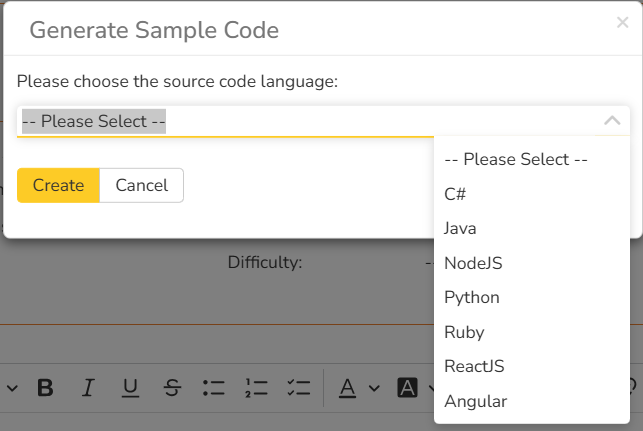 Generate Sample Code
×
Please choose the source code language:
-- Please Select --
-- Please Select --
C#
Java
NodeJS
Python
Ruby
ReactJS
Angular
Create
Cancel
Difficulty:
B I U S A A